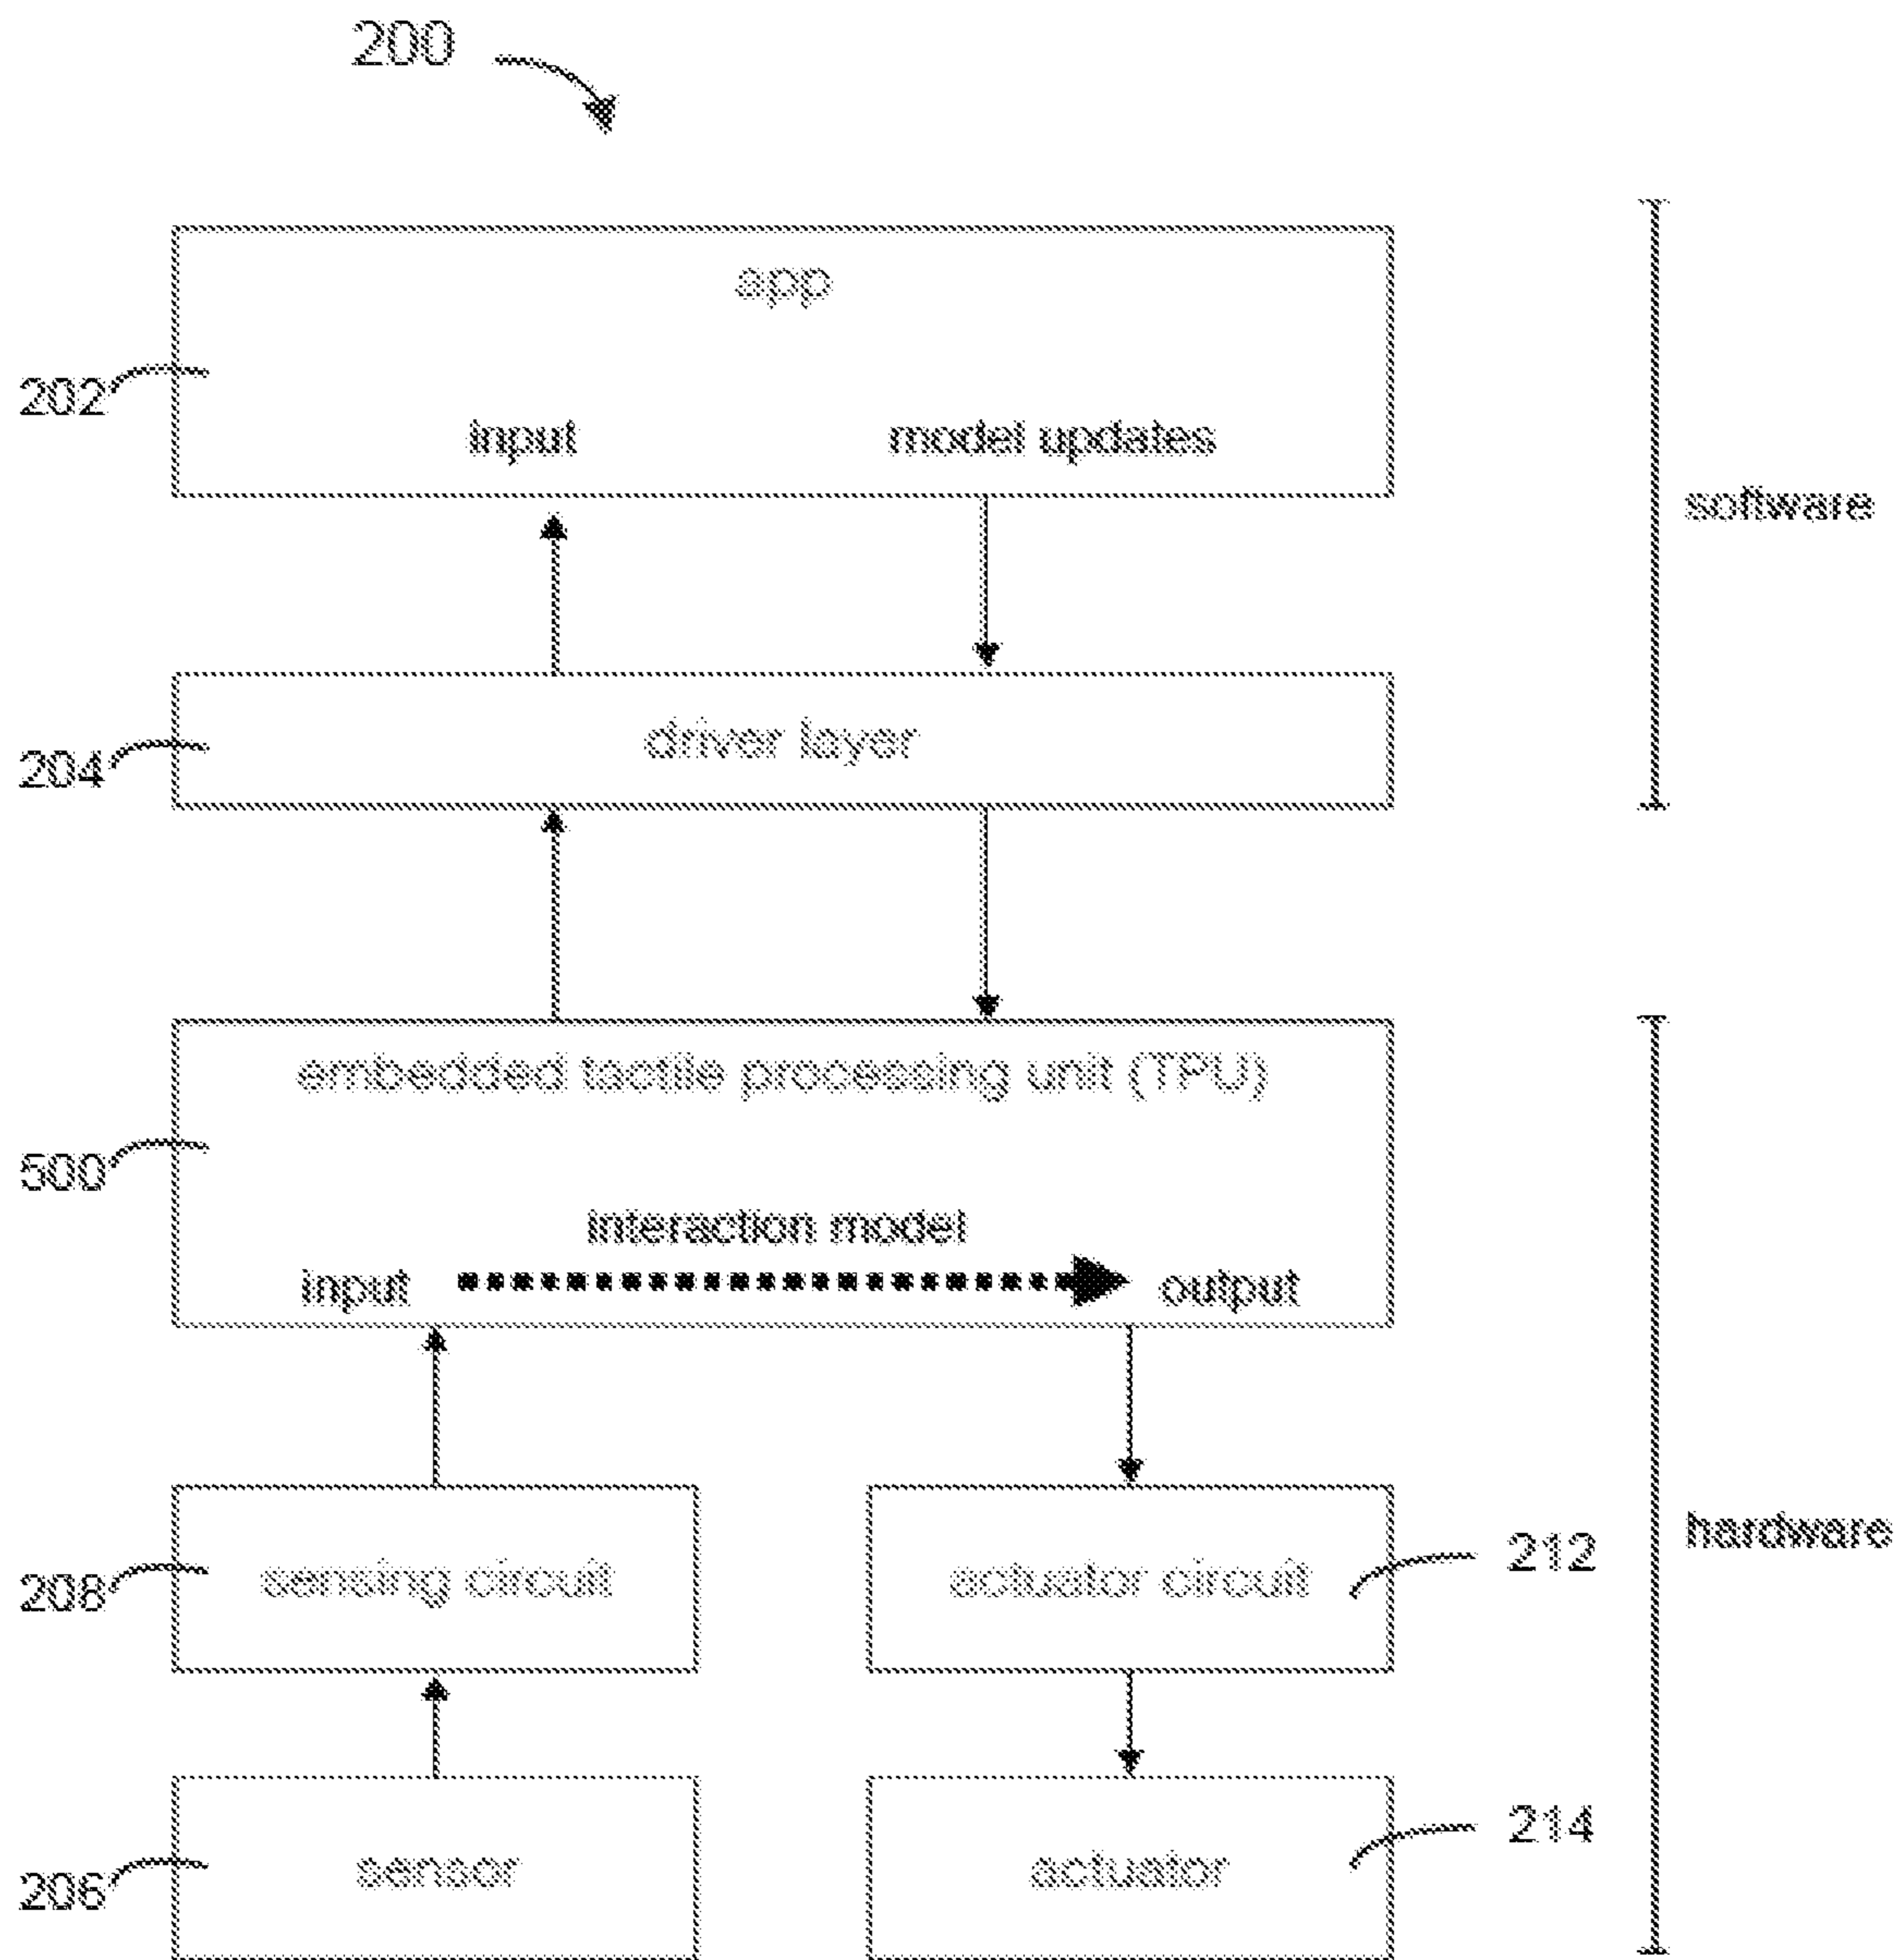 200
app
202
input model updates
software
driver layer
204
embedded tactile processing unit (TPU)
500
interaction model
input output
hardware
208
sensing circuit
actuator circuit
212
206
sensor
actuator
214